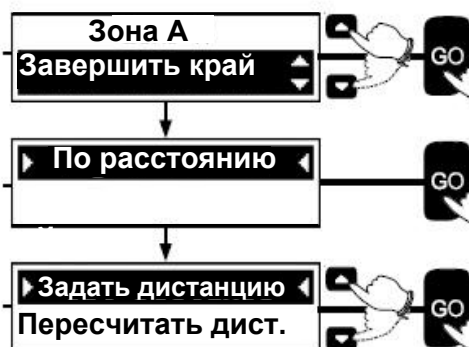 Зона А
Завершить край
GO
По расстоянию
GO
Задать дистанцию
Пересчитать дист.
GO